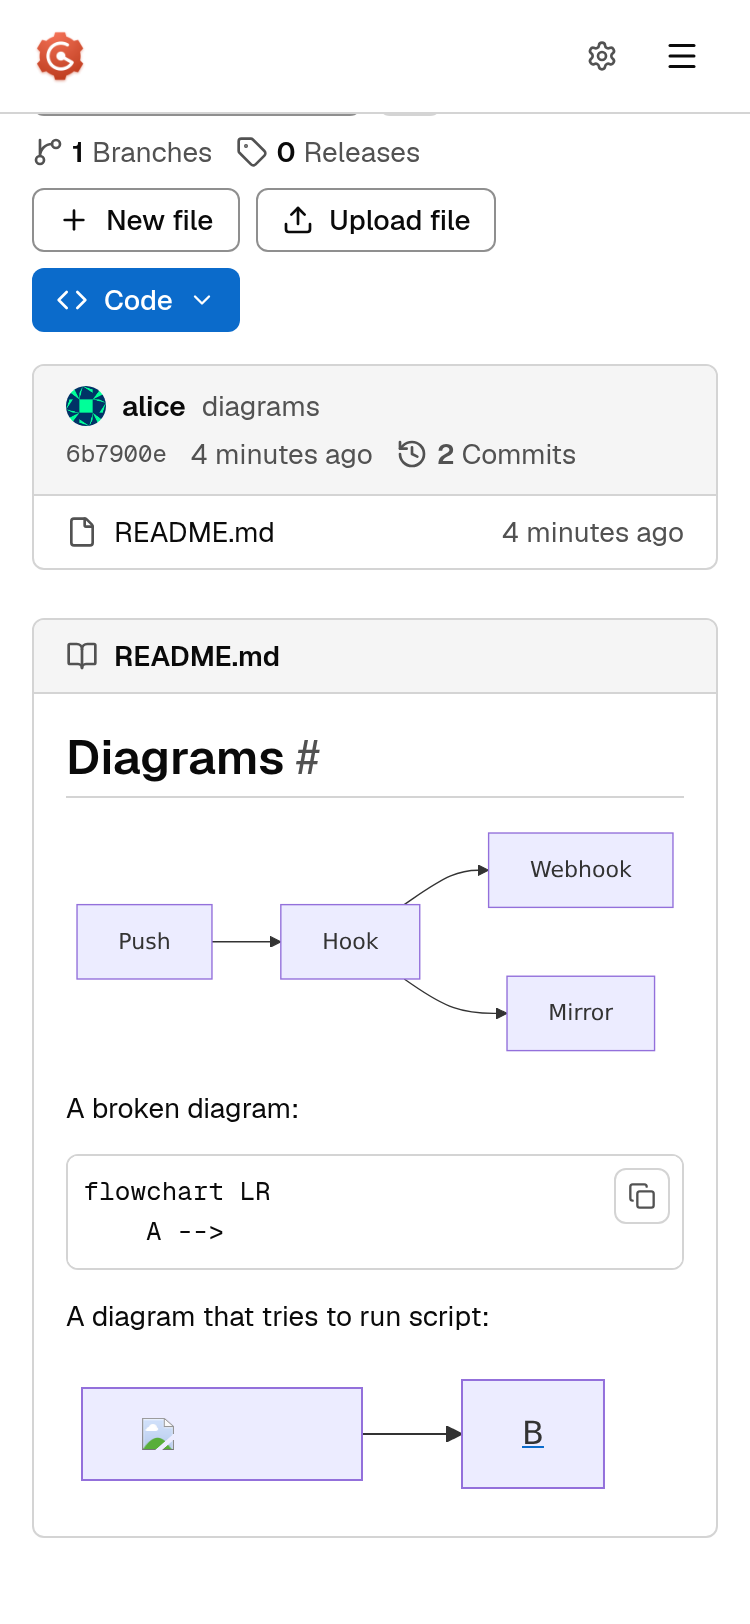 1 Branches 0 Releases
New file Upload file
Code
alice diagrams
6b7900e 4 minutes ago 2 Commits
README.md 4 minutes ago
README.md
Diagrams #
Webhook
Push Hook
Mirror
A broken diagram:
flowchart LR
    A -->
A diagram that tries to run script:
B